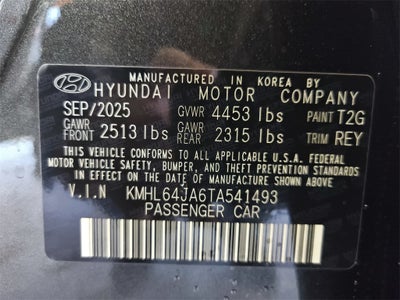 MANUFACTURED IN KOREA BY
HYUNDAI MOTOR COMPANY
SEP/2025 GVWR 4453 lbs PAINT T2G
GAWR FRONT 2513 lbs GAWR REAR 2315 lbs TRIM REY
THIS VEHICLE CONFORMS TO ALL APPLICABLE U.S.A. FEDERAL
MOTOR VEHICLE SAFETY, BUMPER, AND THEFT PREVENTION STANDARDS
IN EFFECT ON THE DATE OF MANUFACTURE SHOWN ABOVE.
V.I.N KMHL64JA6TA541493
PASSENGER CAR